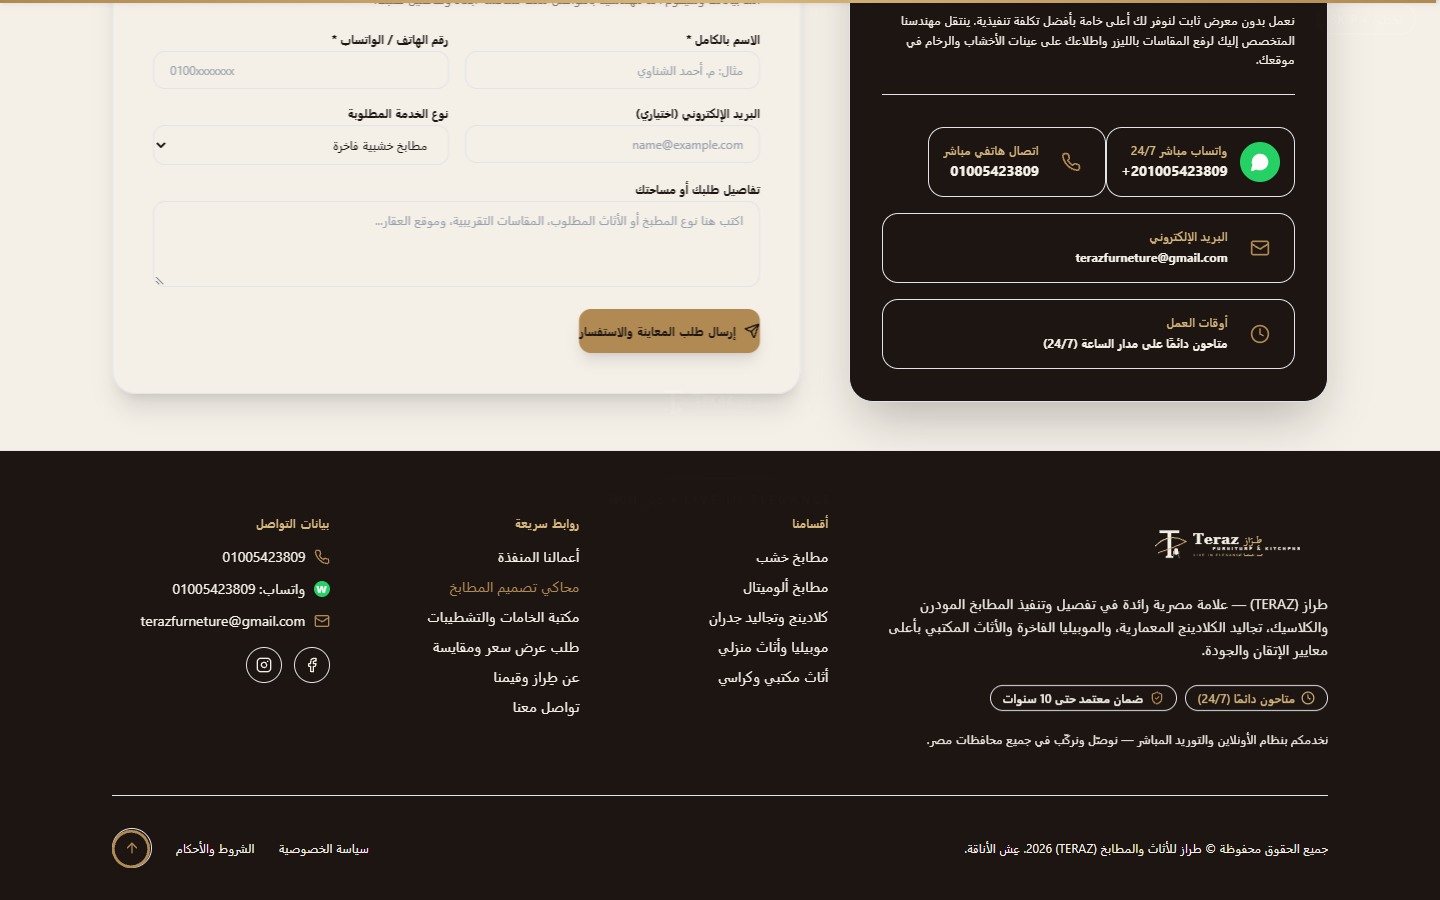 نعمل بدون معرض ثابت لنوفر لك أعلى خامة بأفضل تكلفة تنفيذية. ينتقل مهندسنا
المتخصص إليك لرفع المقاسات بالليزر واطلاعك على عينات الأخشاب والرخام في
موقعك.
واتساب مباشر 24/7
+201005423809
اتصال هاتفي مباشر
01005423809
البريد الإلكتروني
terazfurneture@gmail.com
أوقات العمل
متاحون دائمًا على مدار الساعة (24/7)
الاسم بالكامل *
رقم الهاتف / الواتساب *
مثال: م. أحمد الشناوي
0100xxxxxxx
البريد الإلكتروني (اختياري)
نوع الخدمة المطلوبة
name@example.com
مطابخ خشبية فاخرة
تفاصيل طلبك أو مساحتك
اكتب هنا نوع المطبخ أو الأثاث المطلوب، المقاسات التقريبية، وموقع العقار...
إرسال طلب المعاينة والاستفسار
Teraz طراز
FURNITURE & KITCHENS
طراز (TERAZ) — علامة مصرية رائدة في تفصيل وتنفيذ المطابخ المودرن
والكلاسيك، تجاليد الكلادينج المعمارية، والموبيليا الفاخرة والأثاث المكتبي بأعلى
معايير الإتقان والجودة.
متاحون دائمًا (24/7)
ضمان معتمد حتى 10 سنوات
نخدمكم بنظام الأونلاين والتوريد المباشر — نوصّل ونركّب في جميع محافظات مصر.
أقسامنا
مطابخ خشب
مطابخ ألوميتال
كلادينج وتجاليد جدران
موبيليا وأثاث منزلي
أثاث مكتبي وكراسي
روابط سريعة
أعمالنا المنفذة
محاكي تصميم المطابخ
مكتبة الخامات والتشطيبات
طلب عرض سعر ومقايسة
عن طِراز وقيمنا
تواصل معنا
بيانات التواصل
01005423809
واتساب: 01005423809
terazfurneture@gmail.com
جميع الحقوق محفوظة © طراز للأثاث والمطابخ (TERAZ) 2026. عِش الأناقة.
سياسة الخصوصية
الشروط والأحكام